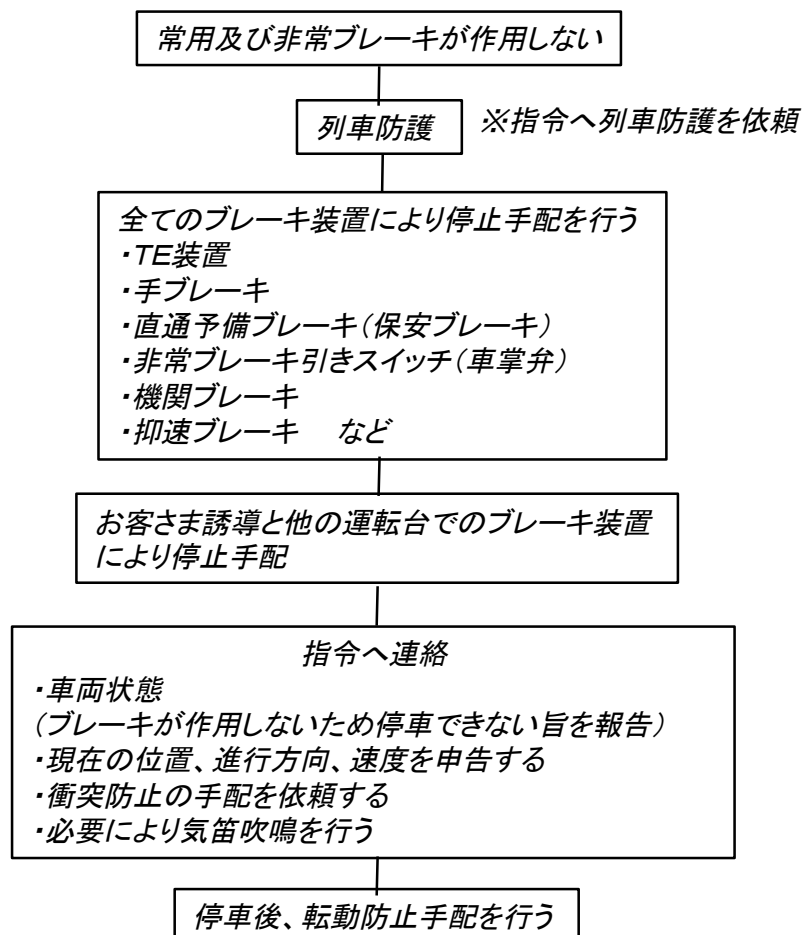 常用及び非常ブレーキが作用しない
列車防護
※指令へ列車防護を依頼
全てのブレーキ装置により停止手配を行う
・TE装置
・手ブレーキ
・直通予備ブレーキ（保安ブレーキ）
・非常ブレーキ引きスイッチ（車掌弁）
・機関ブレーキ
・抑速ブレーキ　など
お客さま誘導と他の運転台でのブレーキ装置
により停止手配
指令へ連絡
・車両状態
（ブレーキが作用しないため停車できない旨を報告）
・現在の位置、進行方向、速度を申告する
・衝突防止の手配を依頼する
・必要により気笛吹鳴を行う
停車後、転動防止手配を行う